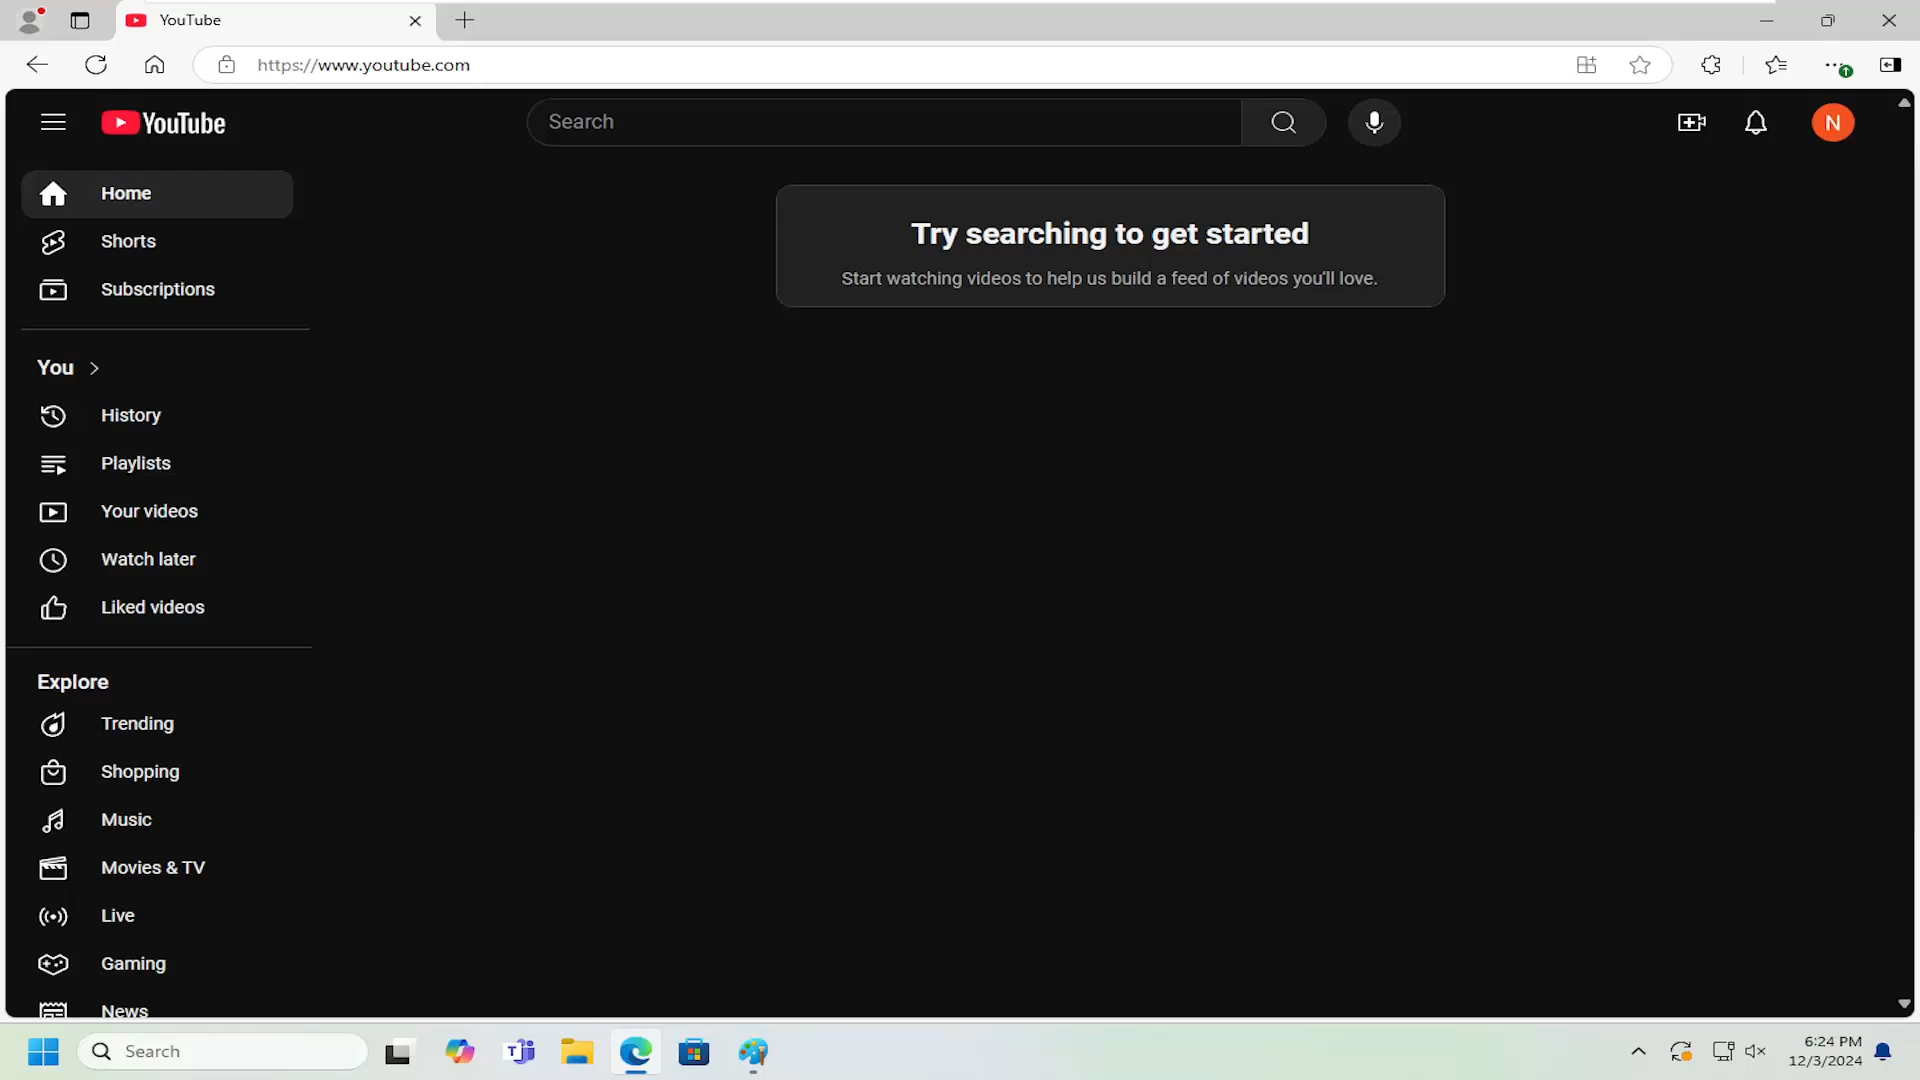 YouTube
https://www.youtube.com
YouTube
Search
N
Home
Shorts
Subscriptions
Try searching to get started
Start watching videos to help us build a feed of videos you'll love.
You
History
Playlists
Your videos
Watch later
Liked videos
Explore
Trending
Shopping
Music
Movies & TV
Live
Gaming
News
Search
6:24 PM
12/3/2024